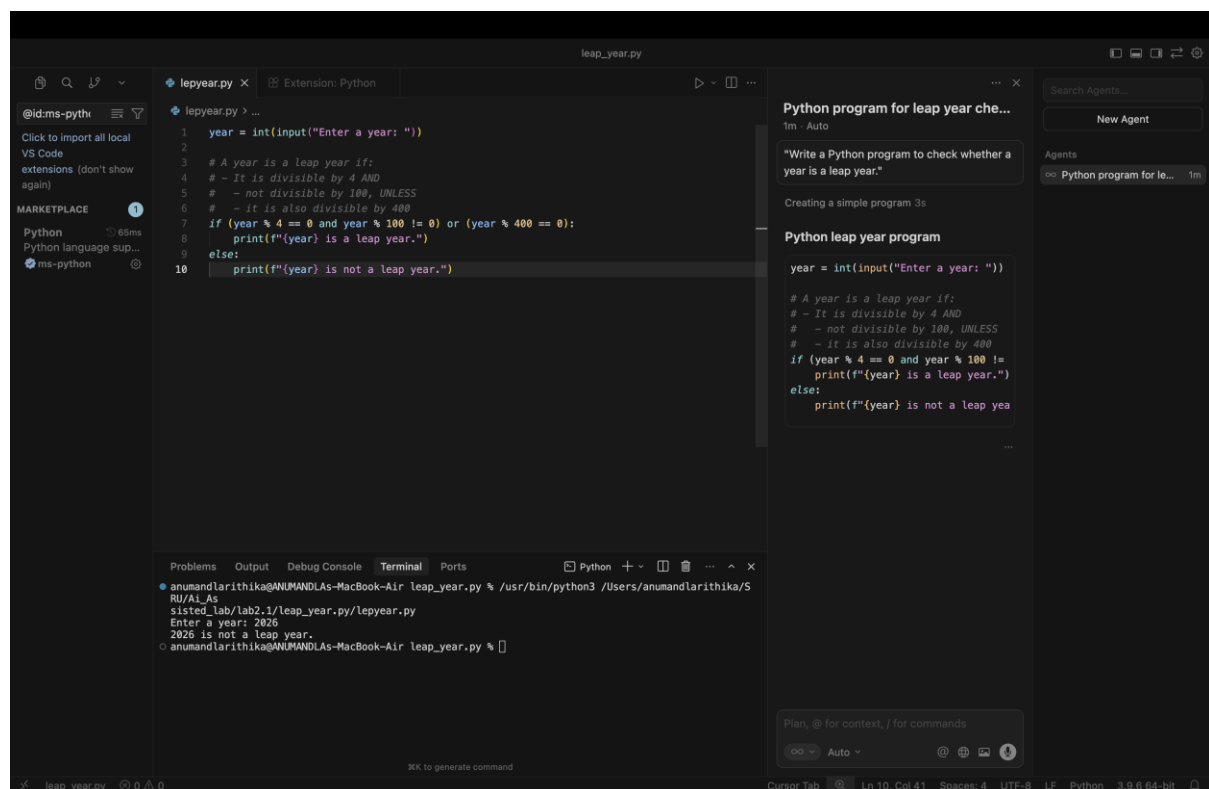 leap_year.py
@id:ms-pytho
Click to import all local
VS Code
extensions (don't show
again)
MARKETPLACE 1
Python 65ms
Python language sup...
ms-python
lepyear.py Extension: Python
lepyear.py > ...
1 year = int(input("Enter a year: "))
2
3 # A year is a leap year if:
4 # - It is divisible by 4 AND
5 #   - not divisible by 100, UNLESS
6 #   - it is also divisible by 400
7 if (year % 4 == 0 and year % 100 != 0) or (year % 400 == 0):
8     print(f"{year} is a leap year.")
9 else:
10     print(f"{year} is not a leap year.")
Problems Output Debug Console Terminal Ports Python
anumandlarithika@ANUMANDLAs-MacBook-Air leap_year.py % /usr/bin/python3 /Users/anumandlarithika/S
RU/Ai_As
sisted_lab/lab2.1/leap_year.py/lepyear.py
Enter a year: 2026
2026 is not a leap year.
anumandlarithika@ANUMANDLAs-MacBook-Air leap_year.py %
⌘K to generate command
Python program for leap year che...
1m · Auto
"Write a Python program to check whether a
year is a leap year."
Creating a simple program 3s
Python leap year program
year = int(input("Enter a year: "))
# A year is a leap year if:
# - It is divisible by 4 AND
#   - not divisible by 100, UNLESS
#   - it is also divisible by 400
if (year % 4 == 0 and year % 100 !=
    print(f"{year} is a leap year.")
else:
    print(f"{year} is not a leap yea
Plan, @ for context, / for commands
Auto
Search Agents...
New Agent
Agents
Python program for le... 1m
leap_year.py 0 0 Cursor Tab Ln 10, Col 41 Spaces: 4 UTF-8 LF Python 3.9.6 64-bit